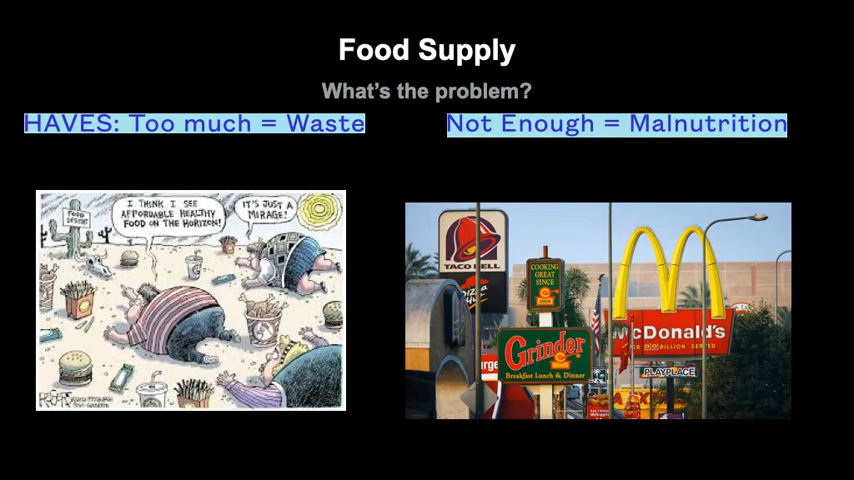 Food Supply
What's the problem?
HAVES: Too much = Waste
Not Enough = Malnutrition
FOOD
DESERT
I THINK I SEE
AFFORDABLE HEALTHY
FOOD ON THE HORIZON!
IT'S JUST A
MIRAGE!
TACO BELL
Pizza
Hut
COOKING
GREAT
SINCE
Grinder
Breakfast Lunch & Dinner
McDonald's
BILLION SERVED
PLAYPLACE